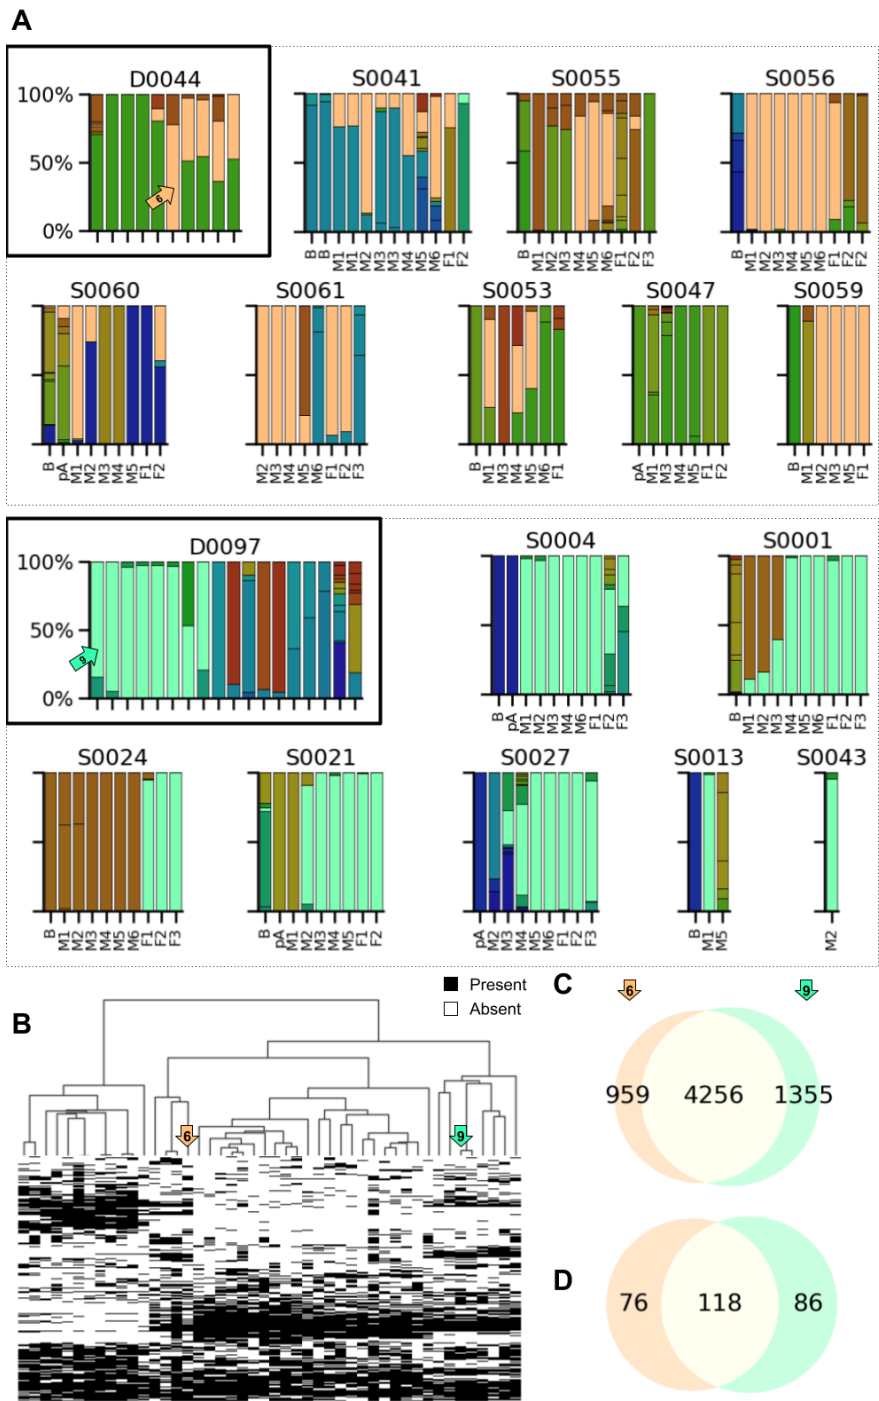 A
D0044
S0041
S0055
S0056
100%
50%
0%
6
B B M1 M1 M2 M3 M3 M4 M5 M6 F1 F2
B M1 M2 M3 M4 M5 M6 F1 F2 F3
B M1 M2 M3 M4 M5 M6 F1 F2 F2
S0060
S0061
S0053
S0047
S0059
B pA M1 M2 M3 M4 M5 F1 F2
M2 M3 M4 M5 M6 F1 F2 F3
B M1 M3 M4 M5 M6 F1
pA M1 M3 M4 M5 F1 F2
B M1 M2 M3 M5 F1
D0097
S0004
S0001
100%
50%
0%
9
B pA M1 M2 M3 M4 M6 F1 F2 F3
B M1 M2 M3 M4 M5 M6 F1 F2 F3
S0024
S0021
S0027
S0013
S0043
B M1 M2 M3 M4 M5 M6 F1 F2 F3
B pA M1 M2 M3 M4 M5 F1 F2
pA M2 M3 M4 M5 M6 F1 F2 F3
B M1 M5
M2
Present
Absent
B
6
9
C
6
9
959
4256
1355
D
76
118
86